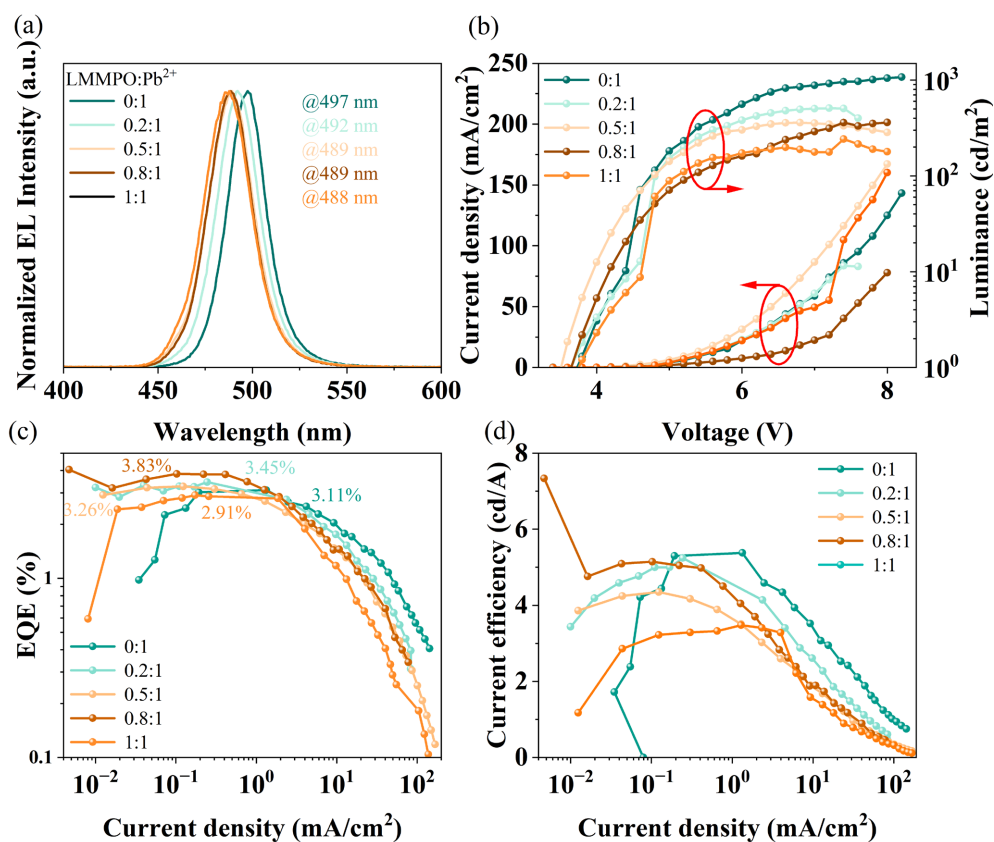 (a)
Normalized EL Intensity (a.u.)
LMMPO:Pb²⁺
0:1 @497 nm
0.2:1 @492 nm
0.5:1 @489 nm
0.8:1 @489 nm
1:1 @488 nm
400 450 500 550 600
Wavelength (nm)
(b)
Current density (mA/cm²)
250
200
150
100
50
0
0:1
0.2:1
0.5:1
0.8:1
1:1
10³
10²
10¹
10⁰
Luminance (cd/m²)
4 6 8
Voltage (V)
(c)
EQE (%)
1
0.1
3.83% 3.45%
3.11%
3.26% 2.91%
0:1
0.2:1
0.5:1
0.8:1
1:1
10⁻² 10⁻¹ 10⁰ 10¹ 10²
Current density (mA/cm²)
(d)
Current efficiency (cd/A)
8
6
4
2
0
0:1
0.2:1
0.5:1
0.8:1
1:1
10⁻² 10⁻¹ 10⁰ 10¹ 10²
Current density (mA/cm²)